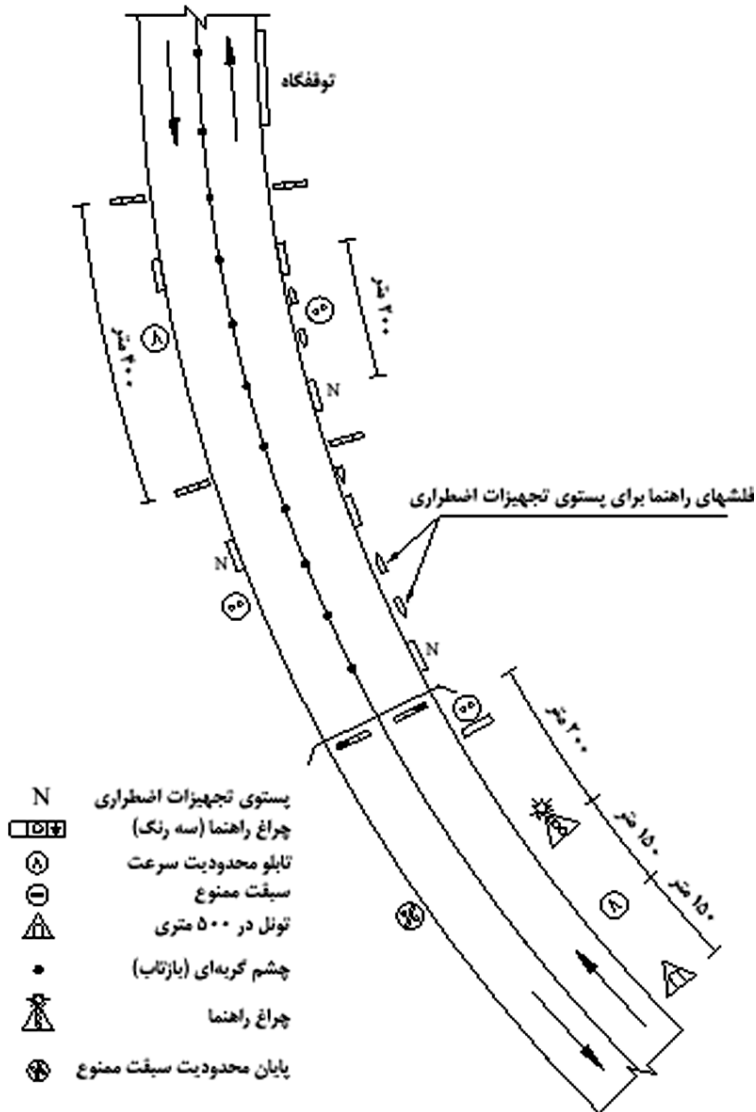 توقفگاه
۲۰۰ متر
۴۰۰ متر
N
فلشهای راهنما برای پستوی تجهیزات اضطراری
N
N
۲۰۰ متر
۱۵۰ متر
۱۵۰ متر
N پستوی تجهیزات اضطراری
چراغ راهنما (سه رنک)
تابلو محدودیت سرعت
سبقت ممنوع
تونل در ۵۰۰ متری
چشم گربه‌ای (بازتاب)
چراغ راهنما
پایان محدودیت سبقت ممنوع